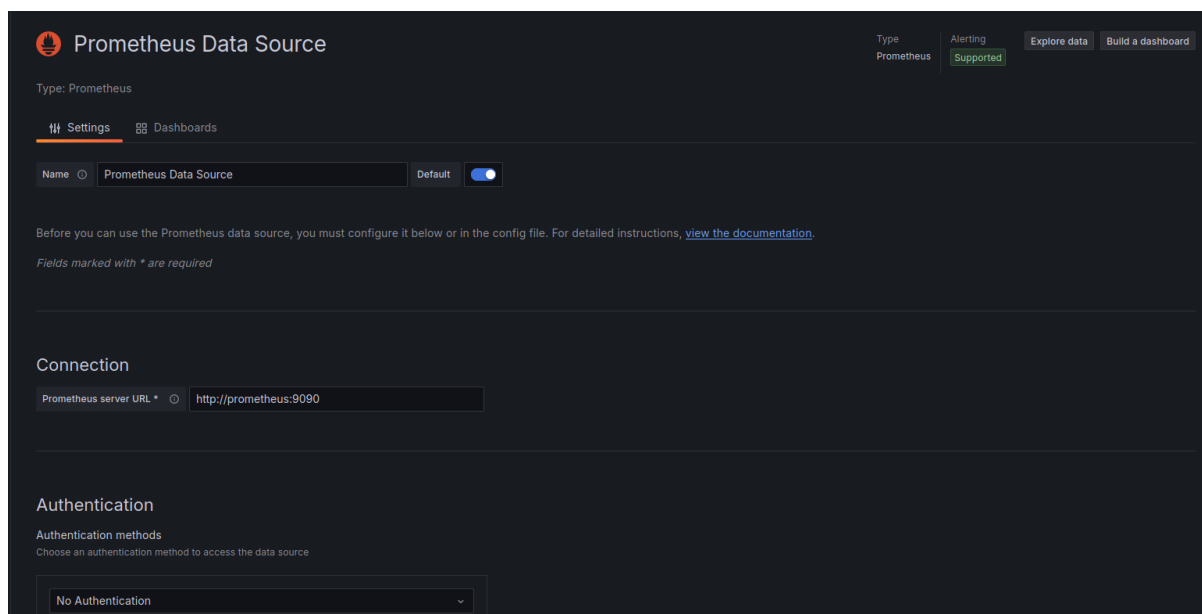 Prometheus Data Source
Type
Prometheus
Alerting
Supported
Explore data
Build a dashboard
Type: Prometheus
Settings
Dashboards
Name
Prometheus Data Source
Default
Before you can use the Prometheus data source, you must configure it below or in the config file. For detailed instructions, view the documentation.
Fields marked with * are required
Connection
Prometheus server URL *
http://prometheus:9090
Authentication
Authentication methods
Choose an authentication method to access the data source
No Authentication